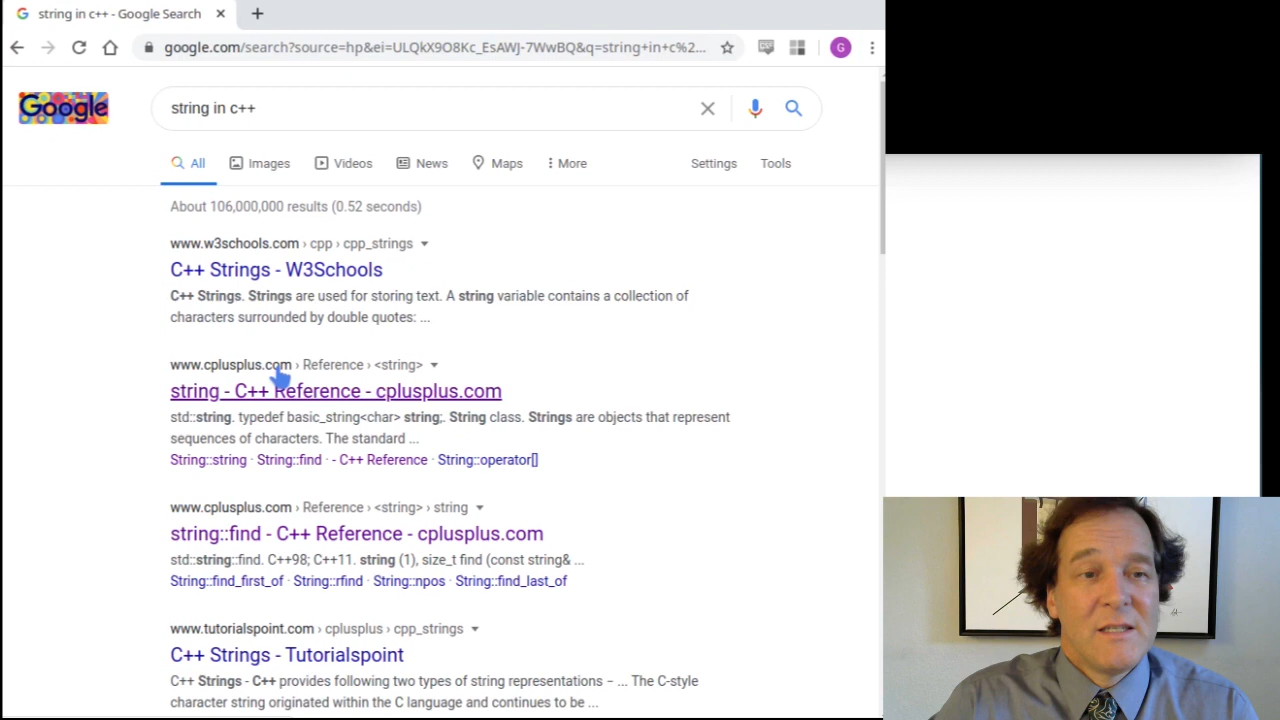 string in c++ - Google Search
google.com/search?source=hp&ei=ULQkX9O8Kc_EsAWJ-7WwBQ&q=string+in+c%2...
G
Google
string in c++
All Images Videos News Maps More Settings Tools
About 106,000,000 results (0.52 seconds)
www.w3schools.com › cpp › cpp_strings
C++ Strings - W3Schools
C++ Strings. Strings are used for storing text. A string variable contains a collection of
characters surrounded by double quotes: ...
www.cplusplus.com › Reference › <string>
string - C++ Reference - cplusplus.com
std::string. typedef basic_string<char> string;. String class. Strings are objects that represent
sequences of characters. The standard ...
String::string · String::find · - C++ Reference · String::operator[]
www.cplusplus.com › Reference › <string> › string
string::find - C++ Reference - cplusplus.com
std::string::find. C++98; C++11. string (1), size_t find (const string& ...
String::find_first_of · String::rfind · String::npos · String::find_last_of
www.tutorialspoint.com › cplusplus › cpp_strings
C++ Strings - Tutorialspoint
C++ Strings - C++ provides following two types of string representations − ... The C-style
character string originated within the C language and continues to be ...